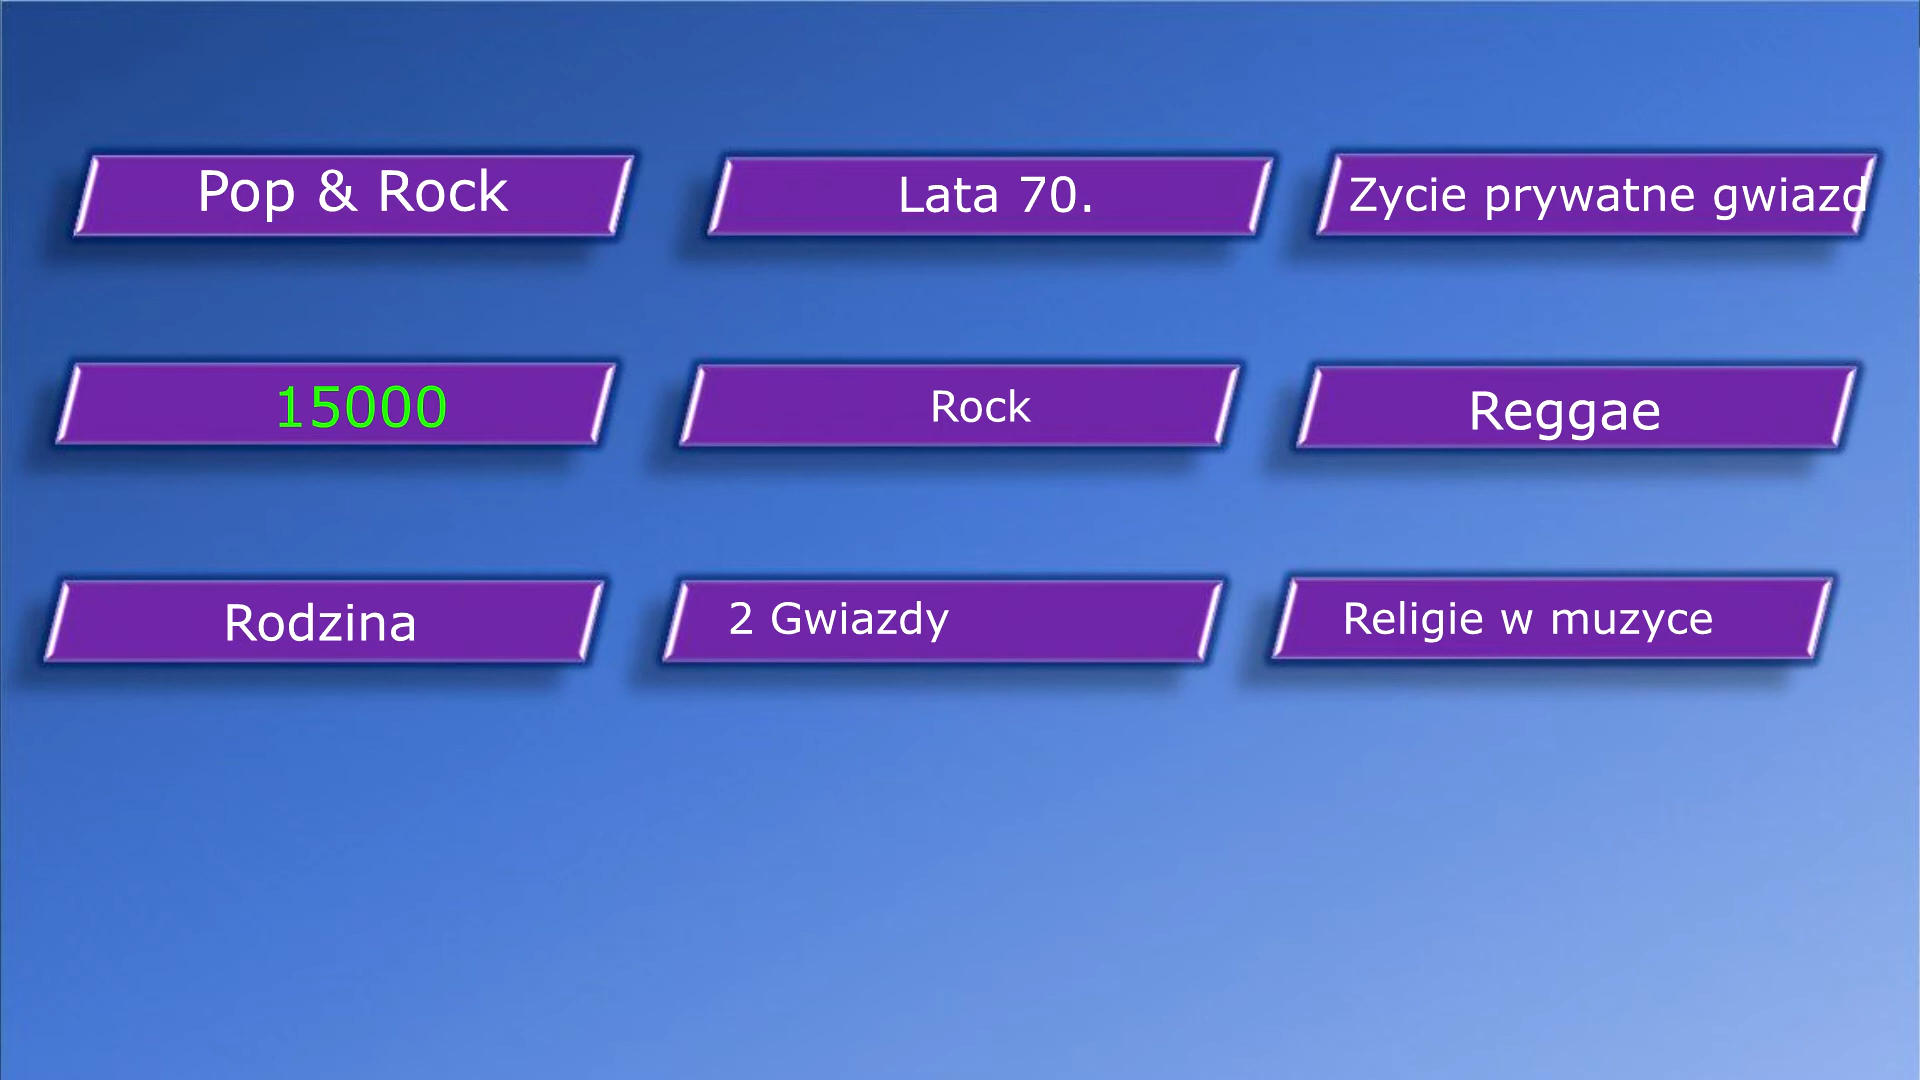 Pop & Rock
Lata 70.
Zycie prywatne gwiazd
15000
Rock
Reggae
Rodzina
2 Gwiazdy
Religie w muzyce